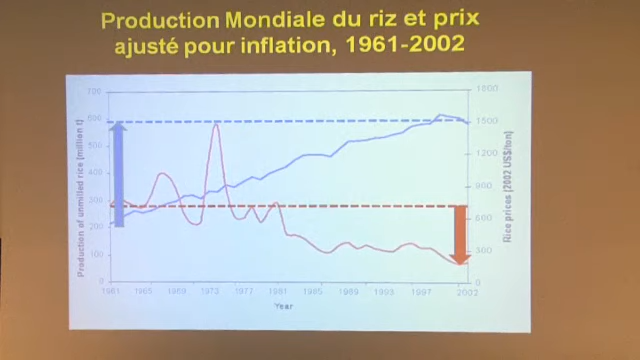 Production Mondiale du riz et prix
ajusté pour inflation, 1961-2002
700
600
500
400
300
200
100
0
Production of unmilled rice (million t)
1800
1500
1200
900
600
300
0
Rice prices (2002 US$/ton)
1961 1965 1969 1973 1977 1981 1985 1989 1993 1997 2002
Year